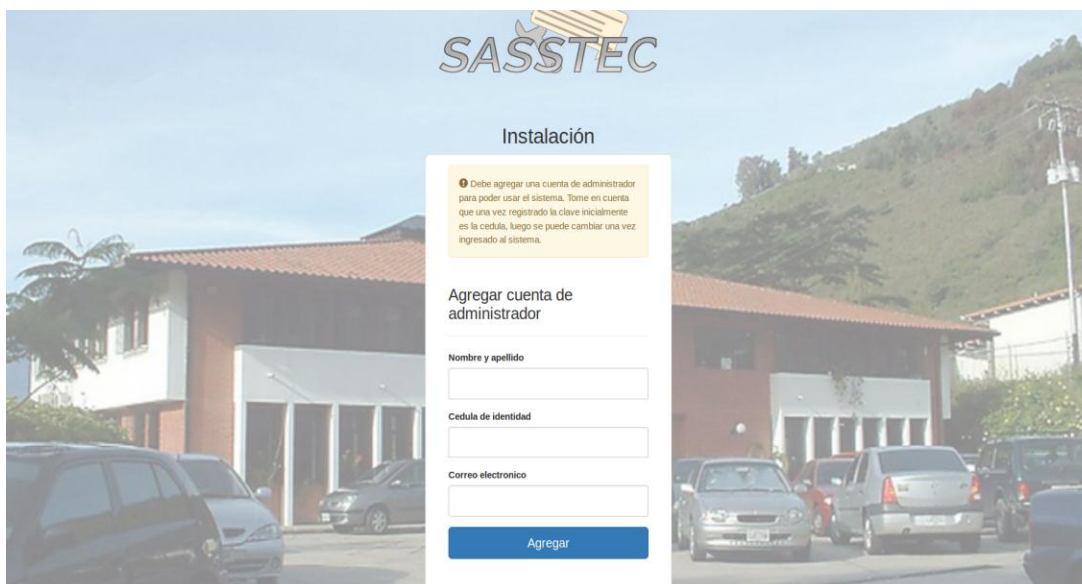 SASSTEC
Instalación
Debe agregar una cuenta de administrador
para poder usar el sistema. Tome en cuenta
que una vez registrado la clave inicialmente
es la cedula, luego se puede cambiar una vez
ingresado al sistema.
Agregar cuenta de
administrador
Nombre y apellido
Cedula de identidad
Correo electronico
Agregar